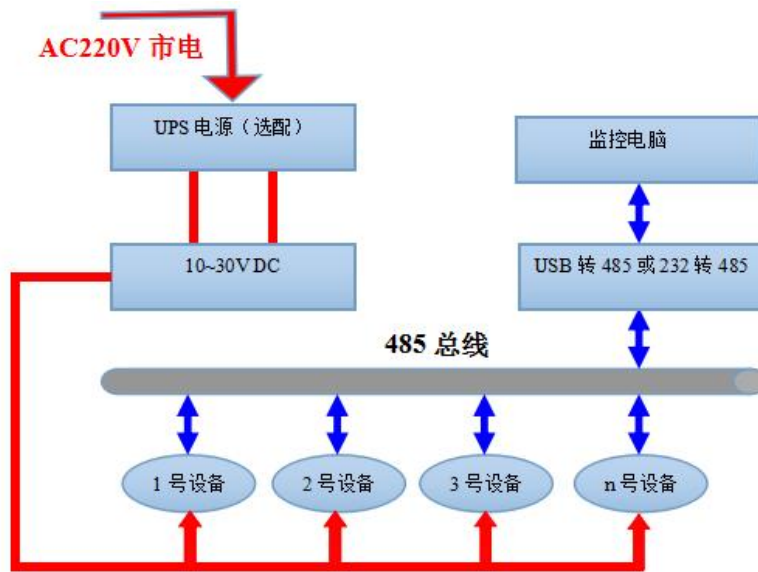 AC220V 市电
UPS 电源（选配）
监控电脑
10~30V DC
USB 转 485 或 232 转 485
485 总线
1 号设备
2 号设备
3 号设备
n 号设备